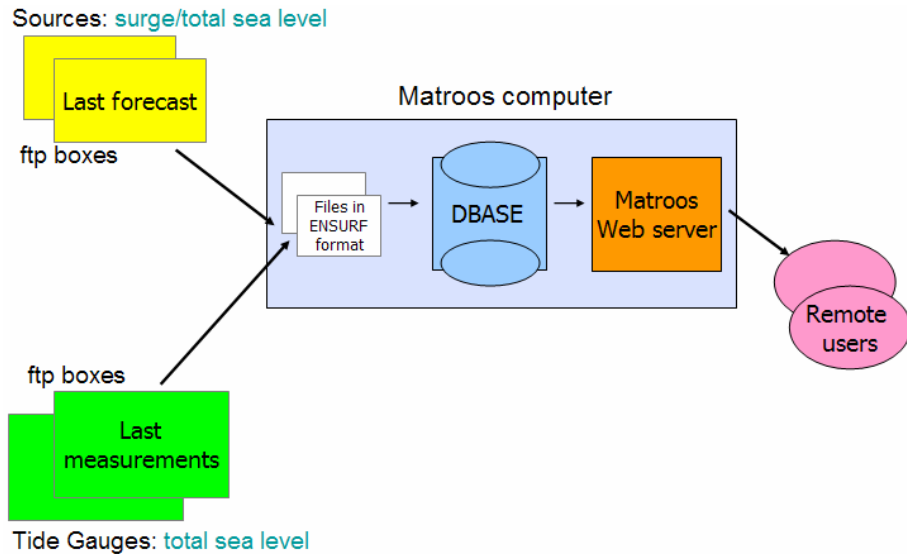 Sources: surge/total sea level
Last forecast
ftp boxes
Matroos computer
Files in
ENSURF
format
DBASE
Matroos
Web server
Remote
users
ftp boxes
Last
measurements
Tide Gauges: total sea level